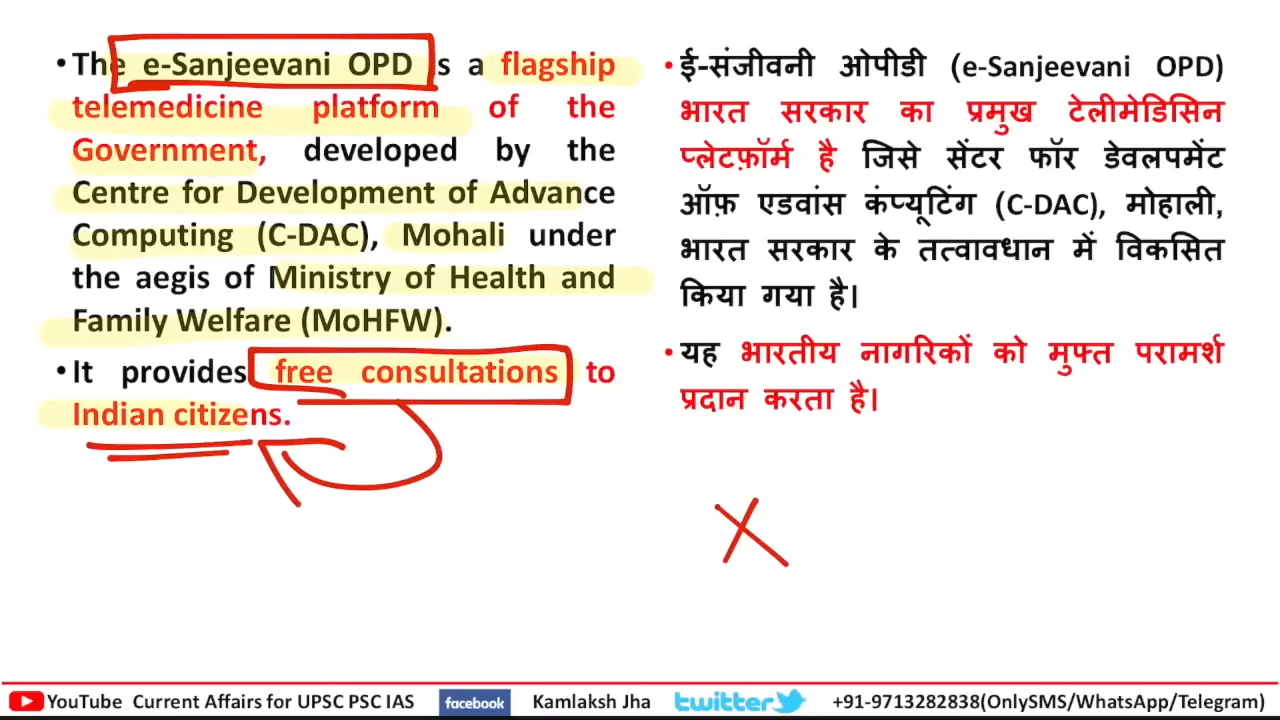 •The e-Sanjeevani OPD is a flagship
telemedicine platform of the
Government, developed by the
Centre for Development of Advance
Computing (C-DAC), Mohali under
the aegis of Ministry of Health and
Family Welfare (MoHFW).
•It provides free consultations to
Indian citizens.
•ई-संजीवनी ओपीडी (e-Sanjeevani OPD)
भारत सरकार का प्रमुख टेलीमेडिसिन
प्लेटफ़ॉर्म है जिसे सेंटर फॉर डेवलपमेंट
ऑफ़ एडवांस कंप्यूटिंग (C-DAC), मोहाली,
भारत सरकार के तत्वावधान में विकसित
किया गया है।
•यह भारतीय नागरिकों को मुफ्त परामर्श
प्रदान करता है।
YouTube Current Affairs for UPSC PSC IAS facebook Kamlaksh Jha twitter +91-9713282838(OnlySMS/WhatsApp/Telegram)